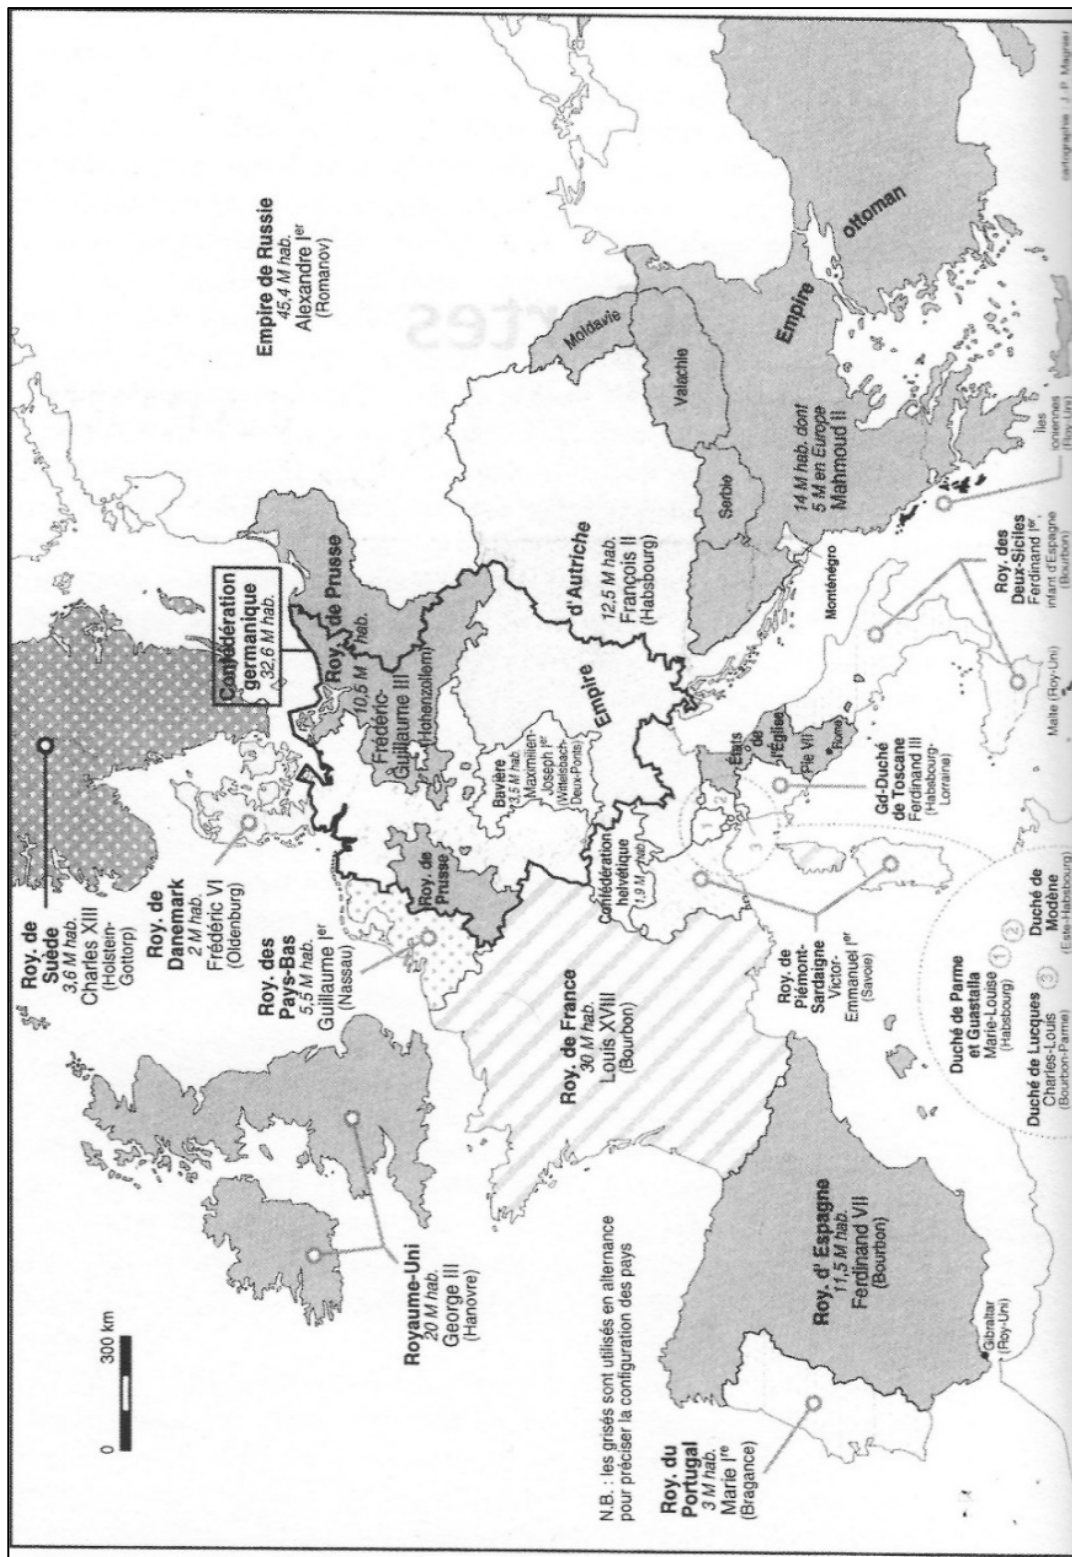 Roy. de
Suède
3,6 M hab.
Charles XIII
(Holstein-
Gottorp)
Roy. de
Danemark
2 M hab.
Frédéric VI
(Oldenburg)
Roy. des
Pays-Bas
5,5 M hab.
Guillaume Ier
(Nassau)
Confédération
germanique
32,6 M hab.
Empire de Russie
45,4 M hab.
Alexandre Ier
(Romanov)
0 300 km
Royaume-Uni
20 M hab.
George III
(Hanovre)
Roy. de Prusse
10,5 M hab.
Frédéric-
Guillaume III
(Hohenzollern)
Roy. de
Prusse
Bavière
3,5 M hab.
Maximilien-
Joseph Ier
(Wittelsbach-
Deux-Ponts)
Empire
d'Autriche
12,5 M hab.
François II
(Habsbourg)
Moldavie
Valachie
Serbie
Monténégro
Empire
ottoman
14 M hab. dont
5 M en Europe
Mahmoud II
Roy. de France
30 M hab.
Louis XVIII
(Bourbon)
Confédération
helvétique
1,9 M hab.
États
de
l'Église
Pie VII
Rome
1
2
3
N.B. : les grisés sont utilisés en alternance
pour préciser la configuration des pays
Roy. du
Portugal
3 M hab.
Marie Ire
(Bragance)
Roy. d' Espagne
11,5 M hab.
Ferdinand VII
(Bourbon)
Gibraltar
(Roy-Uni)
Roy. de
Piémont-
Sardaigne
Victor-
Emmanuel Ier
(Savoie)
Gd-Duché
de Toscane
Ferdinand III
(Habsbourg-
Lorraine)
Roy. des
Deux-Siciles
Ferdinand Ier,
infant d'Espagne
(Bourbon)
Îles
ioniennes
(Roy-Uni)
Malte (Roy-Uni)
Duché de Parme
et Guastalla
Marie-Louise 1
(Habsbourg)
Duché de
Modène
(Este-Habsbourg)
2
Duché de Lucques
Charles-Louis 3
(Bourbon-Parme)
cartographie : J. P. Magnier